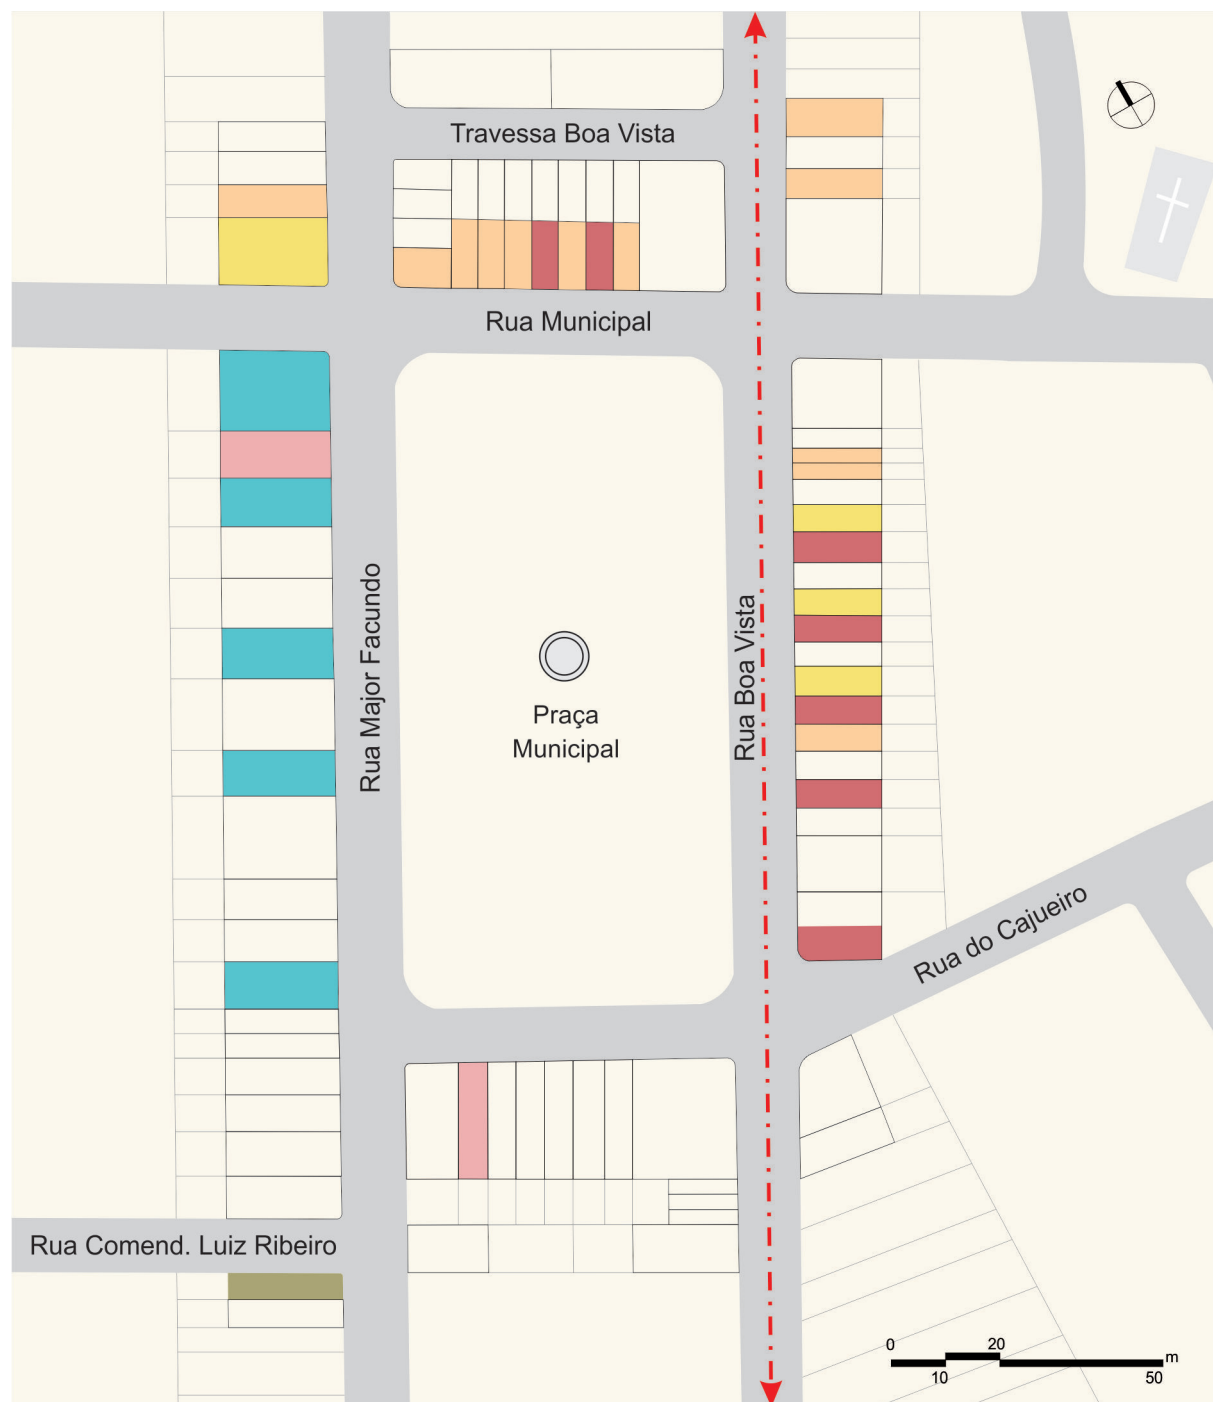 Travessa Boa Vista
Rua Municipal
Rua Major Facundo
Praça
Municipal
Rua Boa Vista
Rua do Cajueiro
Rua Comend. Luiz Ribeiro
0 20
m
10 50